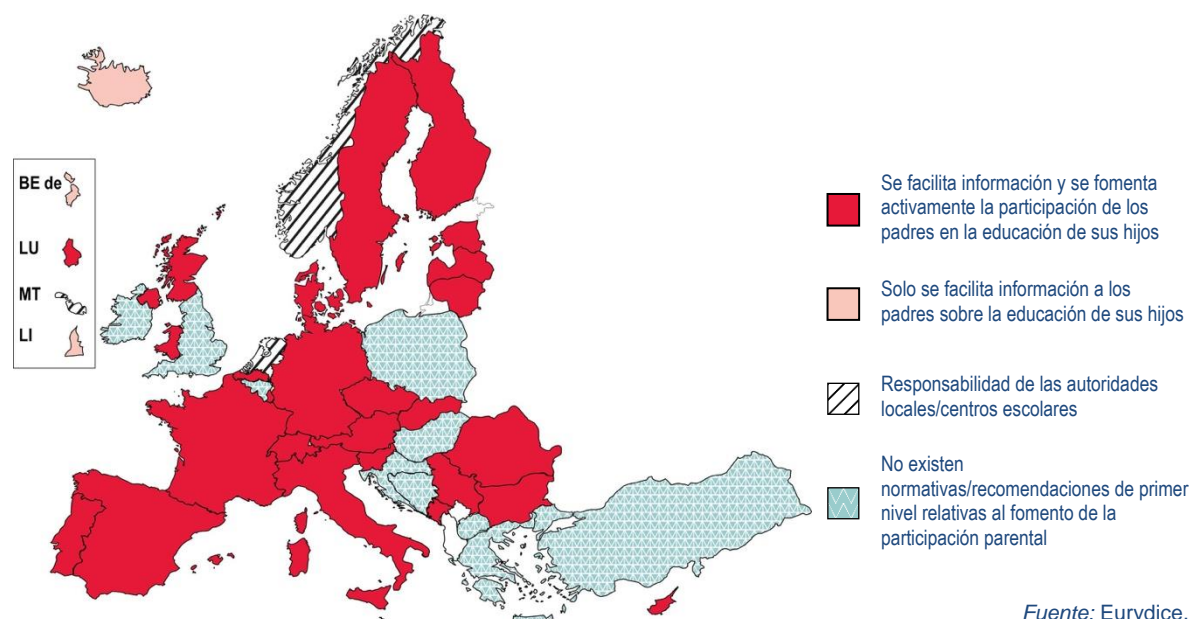 BE de
LU
MT
LI
Se facilita información y se fomenta
activamente la participación de los
padres en la educación de sus hijos
Solo se facilita información a los
padres sobre la educación de sus hijos
Responsabilidad de las autoridades
locales/centros escolares
No existen
normativas/recomendaciones de primer
nivel relativas al fomento de la
participación parental
Fuente: Eurydice.